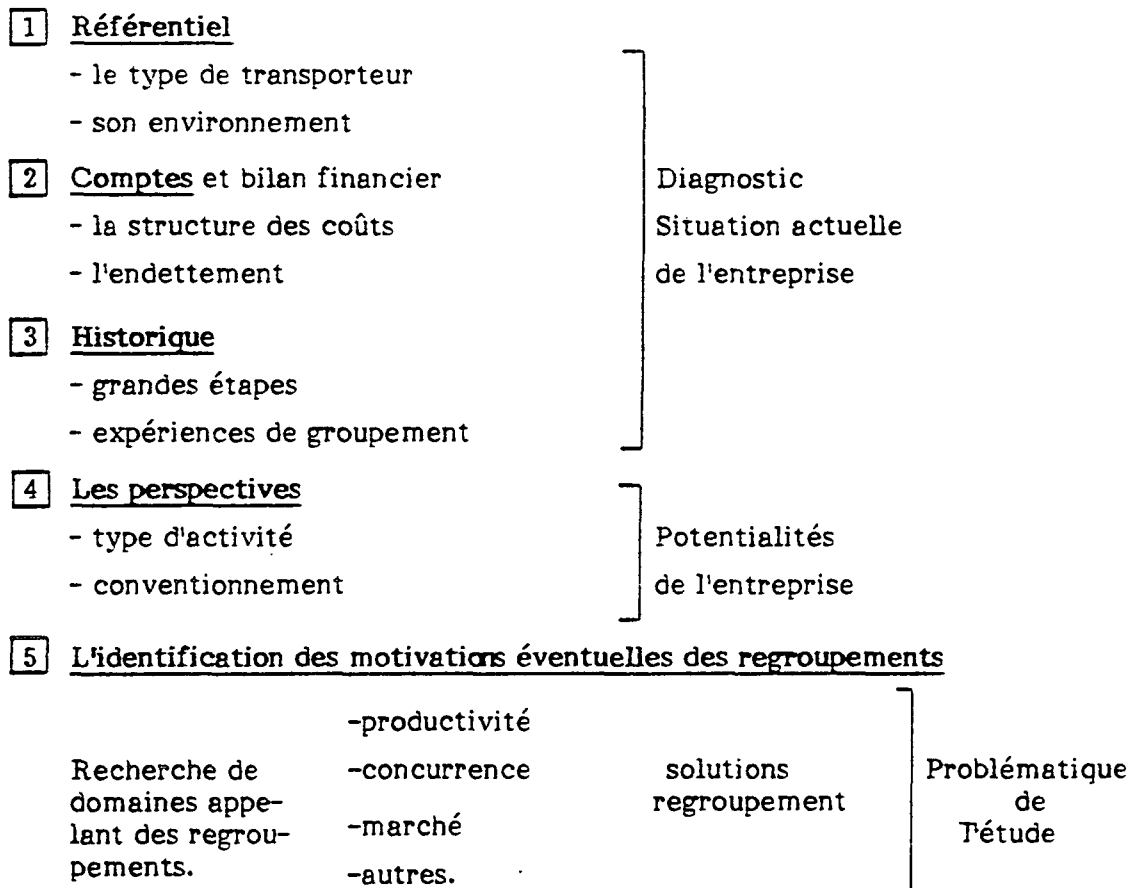 1 Référentiel
- le type de transporteur
- son environnement
2 Comptes et bilan financier
- la structure des coûts
- l'endettement
3 Historique
- grandes étapes
- expériences de groupement
Diagnostic
Situation actuelle
de l'entreprise
4 Les perspectives
- type d'activité
- conventionnement
Potentialités
de l'entreprise
5 L'identification des motivations éventuelles des regroupements
Recherche de
domaines appe-
lant des regrou-
pements.
-productivité
-concurrence
-marché
-autres.
solutions
regroupement
Problématique
de
l'étude